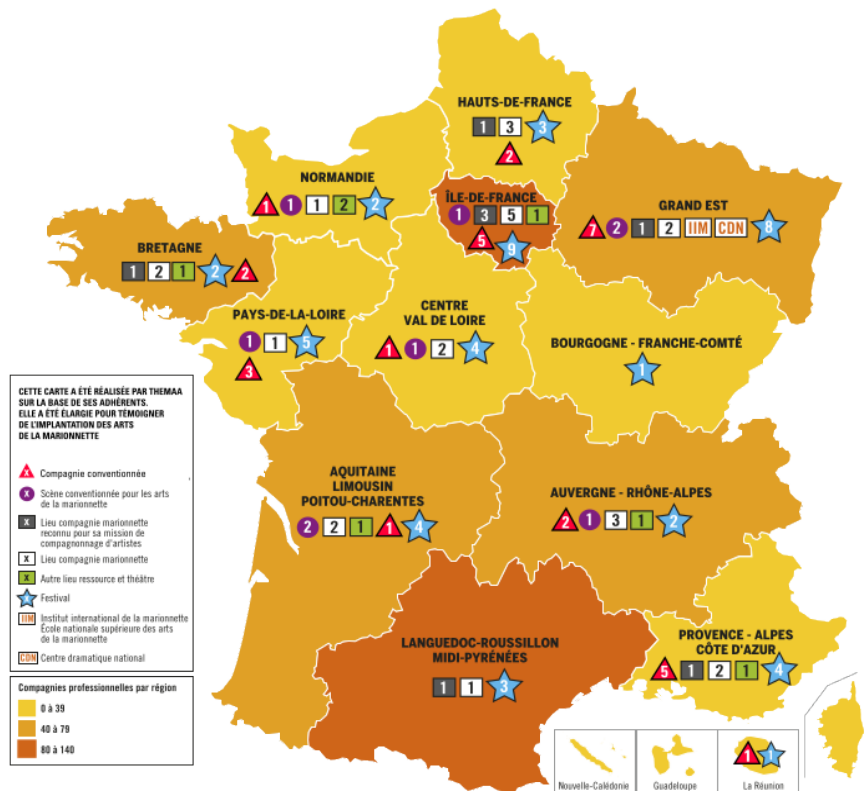 HAUTS-DE-FRANCE
1 3 3
2
NORMANDIE
1 1 1 2 2
ÎLE-DE-FRANCE
1 3 5 1
5 9
GRAND EST
7 2 1 2 IIM CDN 8
BRETAGNE
1 2 1 2 2
PAYS-DE-LA-LOIRE
1 1 5
3
CENTRE
VAL DE LOIRE
1 1 2 4
BOURGOGNE - FRANCHE-COMTÉ
1
CETTE CARTE A ÉTÉ RÉALISÉE PAR THEMAA
SUR LA BASE DE SES ADHÉRENTS.
ELLE A ÉTÉ ÉLARGIE POUR TÉMOIGNER
DE L'IMPLANTATION DES ARTS
DE LA MARIONNETTE
X Compagnie conventionnée
X Scène conventionnée pour les arts
de la marionnette
X Lieu compagnie marionnette
reconnu pour sa mission de
compagnonnage d'artistes
X Lieu compagnie marionnette
X Autre lieu ressource et théâtre
X Festival
IIM Institut international de la marionnette
École nationale supérieure des arts
de la marionnette
CDN Centre dramatique national
Compagnies professionnelles par région
0 à 39
40 à 79
80 à 140
AQUITAINE
LIMOUSIN
POITOU-CHARENTES
2 2 1 1 4
AUVERGNE - RHÔNE-ALPES
2 1 3 1 2
LANGUEDOC-ROUSSILLON
MIDI-PYRÉNÉES
1 1 3
PROVENCE - ALPES
CÔTE D'AZUR
5 1 2 1 4
1 1
Nouvelle-Calédonie
Guadeloupe
La Réunion